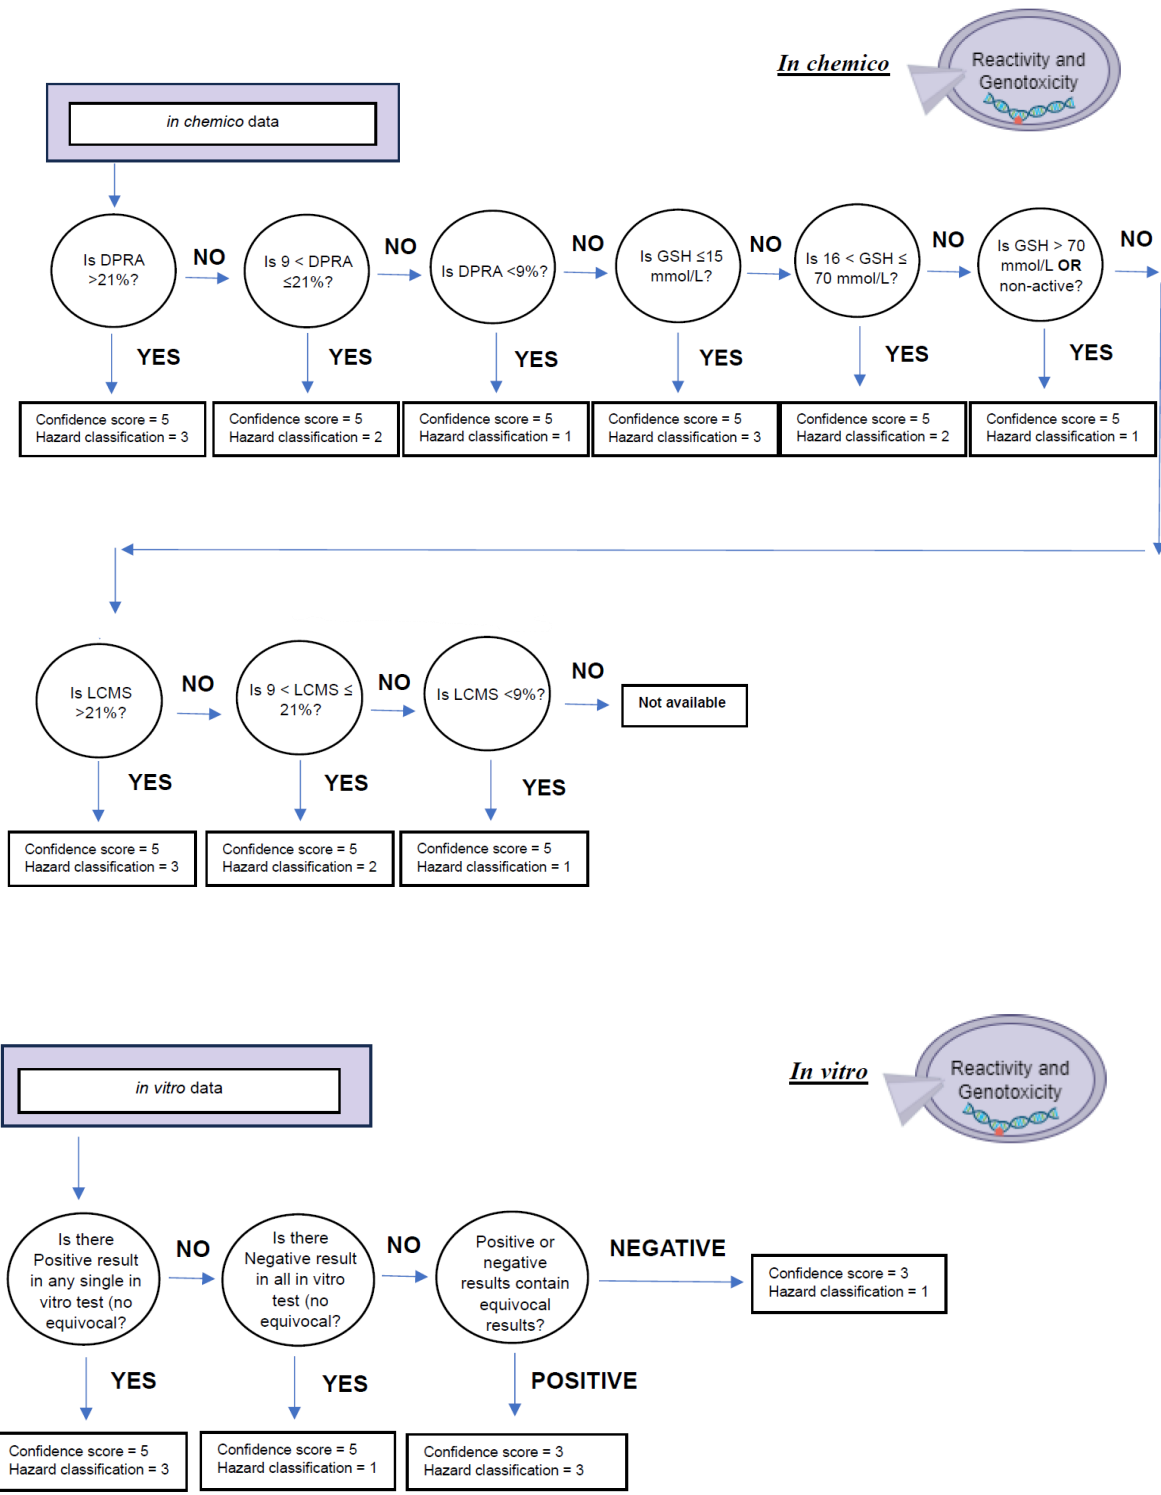 In chemico
Reactivity and
Genotoxicity
in chemico data
Is DPRA
>21%?
NO
Is 9 < DPRA
≤21%?
NO
Is DPRA <9%?
NO
Is GSH ≤15
mmol/L?
NO
Is 16 < GSH ≤
70 mmol/L?
NO
Is GSH > 70
mmol/L OR
non-active?
NO
YES
YES
YES
YES
YES
YES
Confidence score = 5
Hazard classification = 3
Confidence score = 5
Hazard classification = 2
Confidence score = 5
Hazard classification = 1
Confidence score = 5
Hazard classification = 3
Confidence score = 5
Hazard classification = 2
Confidence score = 5
Hazard classification = 1
Is LCMS
>21%?
NO
Is 9 < LCMS ≤
21%?
NO
Is LCMS <9%?
NO
Not available
YES
YES
YES
Confidence score = 5
Hazard classification = 3
Confidence score = 5
Hazard classification = 2
Confidence score = 5
Hazard classification = 1
In vitro
Reactivity and
Genotoxicity
in vitro data
Is there
Positive result
in any single in
vitro test (no
equivocal?
NO
Is there
Negative result
in all in vitro
test (no
equivocal?
NO
Positive or
negative
results contain
equivocal
results?
NEGATIVE
Confidence score = 3
Hazard classification = 1
YES
YES
POSITIVE
Confidence score = 5
Hazard classification = 3
Confidence score = 5
Hazard classification = 1
Confidence score = 3
Hazard classification = 3